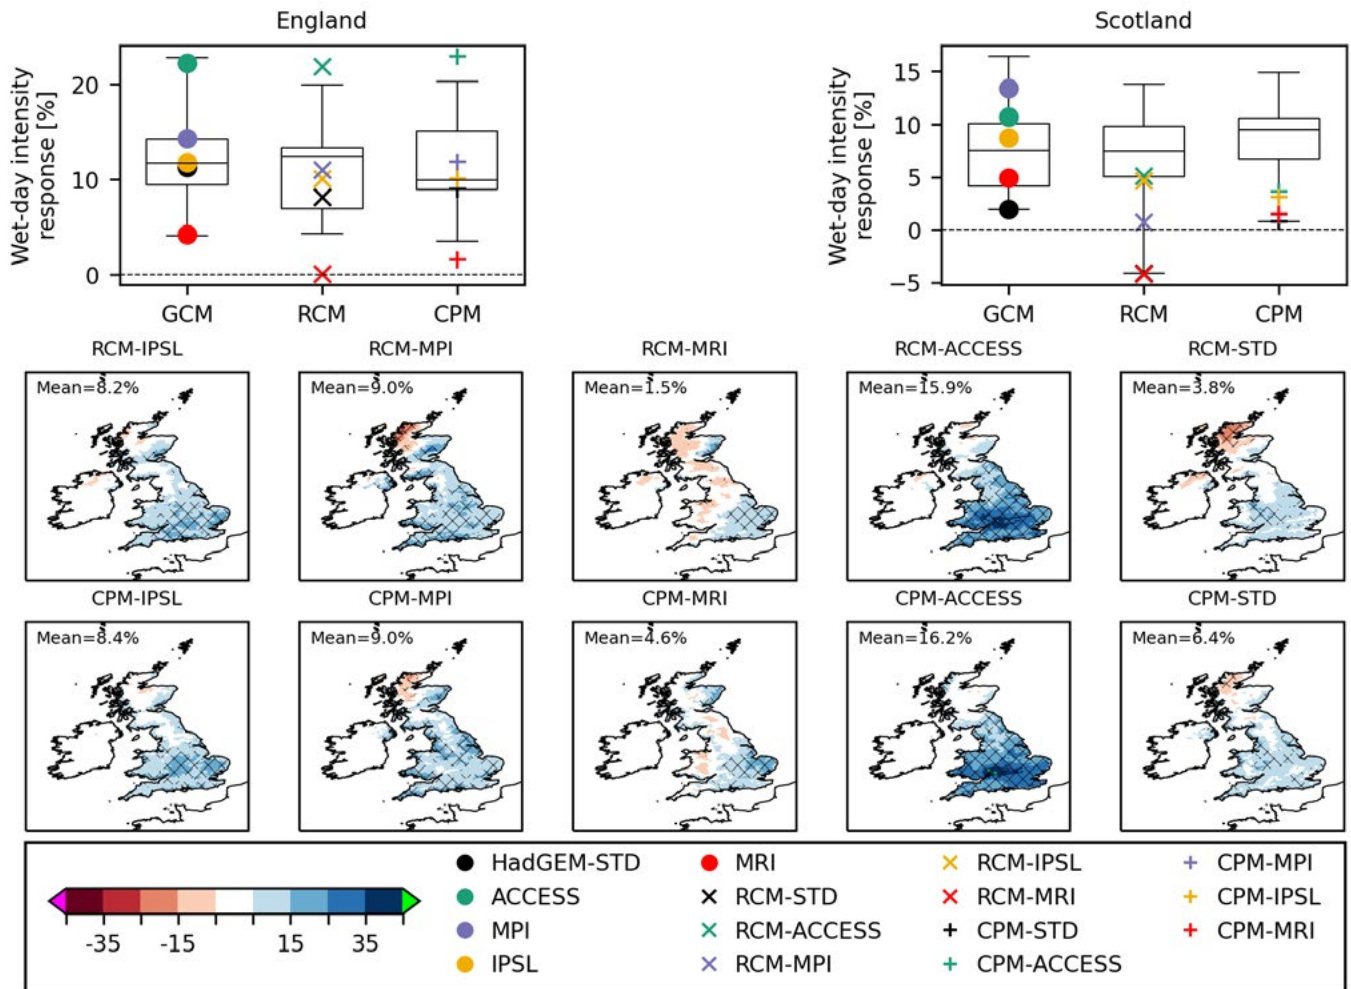 England
Scotland
Wet-day intensity
response [%]
20
10
0
GCM RCM CPM
Wet-day intensity
response [%]
15
10
5
0
−5
GCM RCM CPM
RCM-IPSL RCM-MPI RCM-MRI RCM-ACCESS RCM-STD
Mean=8.2% Mean=9.0% Mean=1.5% Mean=15.9% Mean=3.8%
CPM-IPSL CPM-MPI CPM-MRI CPM-ACCESS CPM-STD
Mean=8.4% Mean=9.0% Mean=4.6% Mean=16.2% Mean=6.4%
-35 -15 15 35
HadGEM-STD
ACCESS
MPI
IPSL
MRI
RCM-STD
RCM-ACCESS
RCM-MPI
RCM-IPSL
RCM-MRI
CPM-STD
CPM-ACCESS
CPM-MPI
CPM-IPSL
CPM-MRI